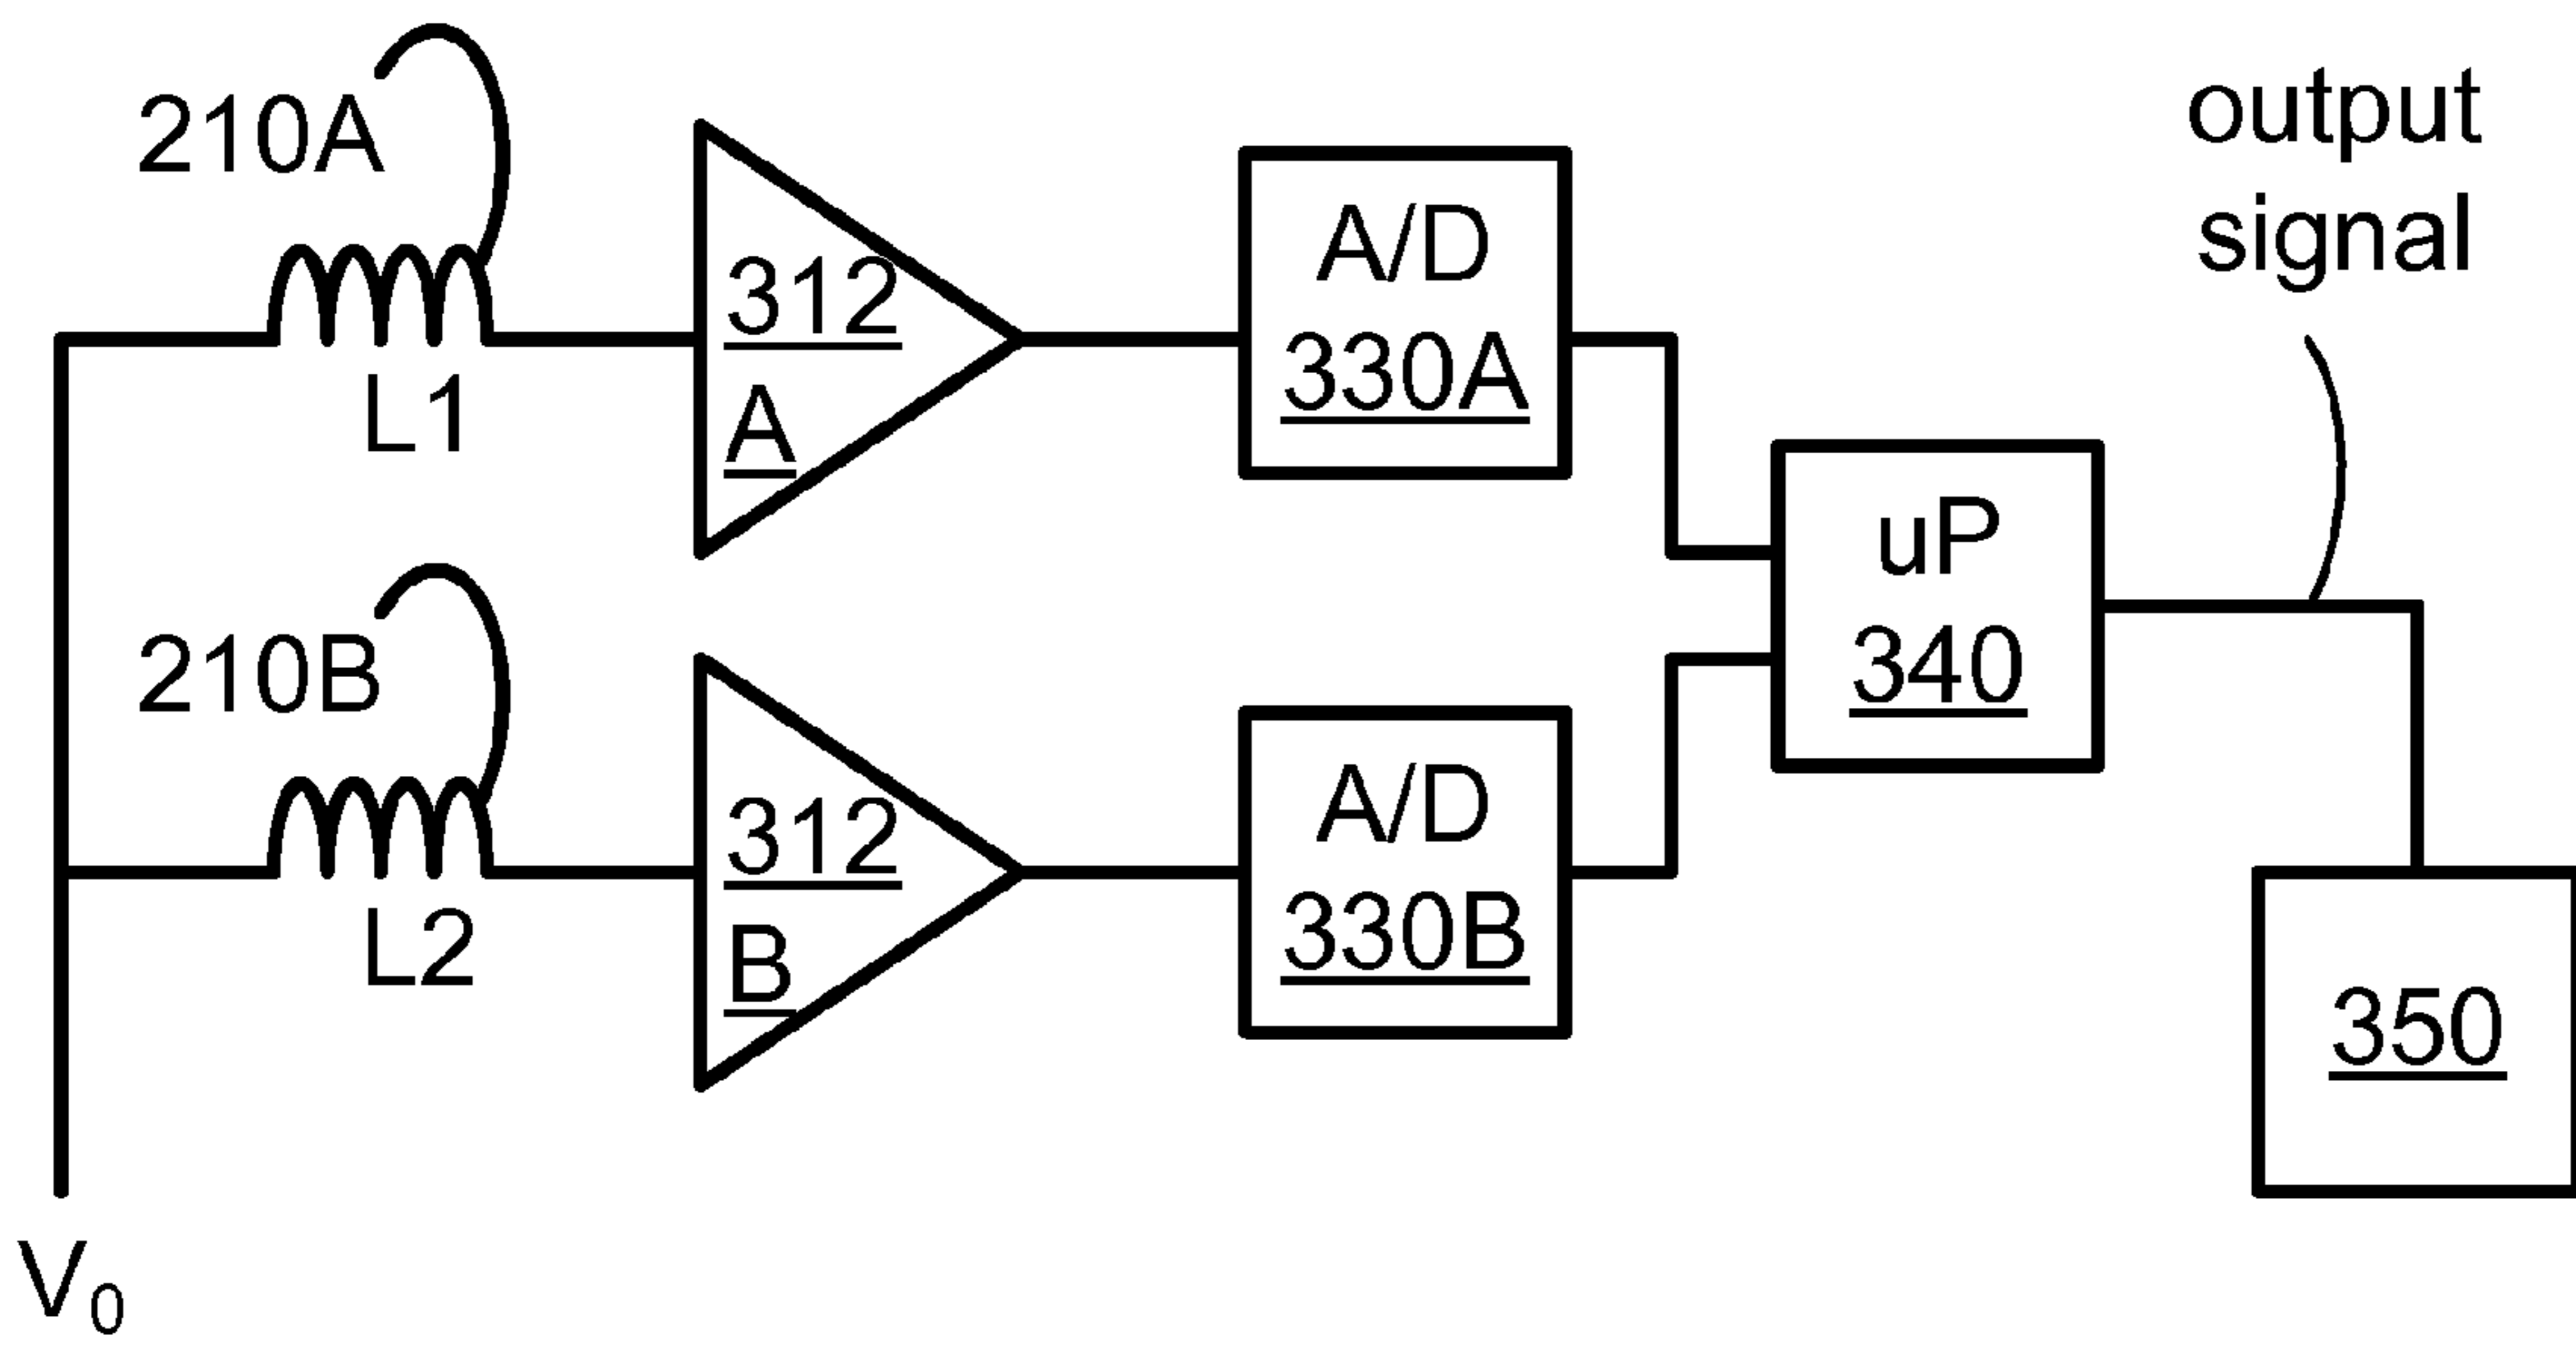 210A
L1
312
A
A/D
330A
output
signal
uP
340
210B
L2
312
B
A/D
330B
350
V₀